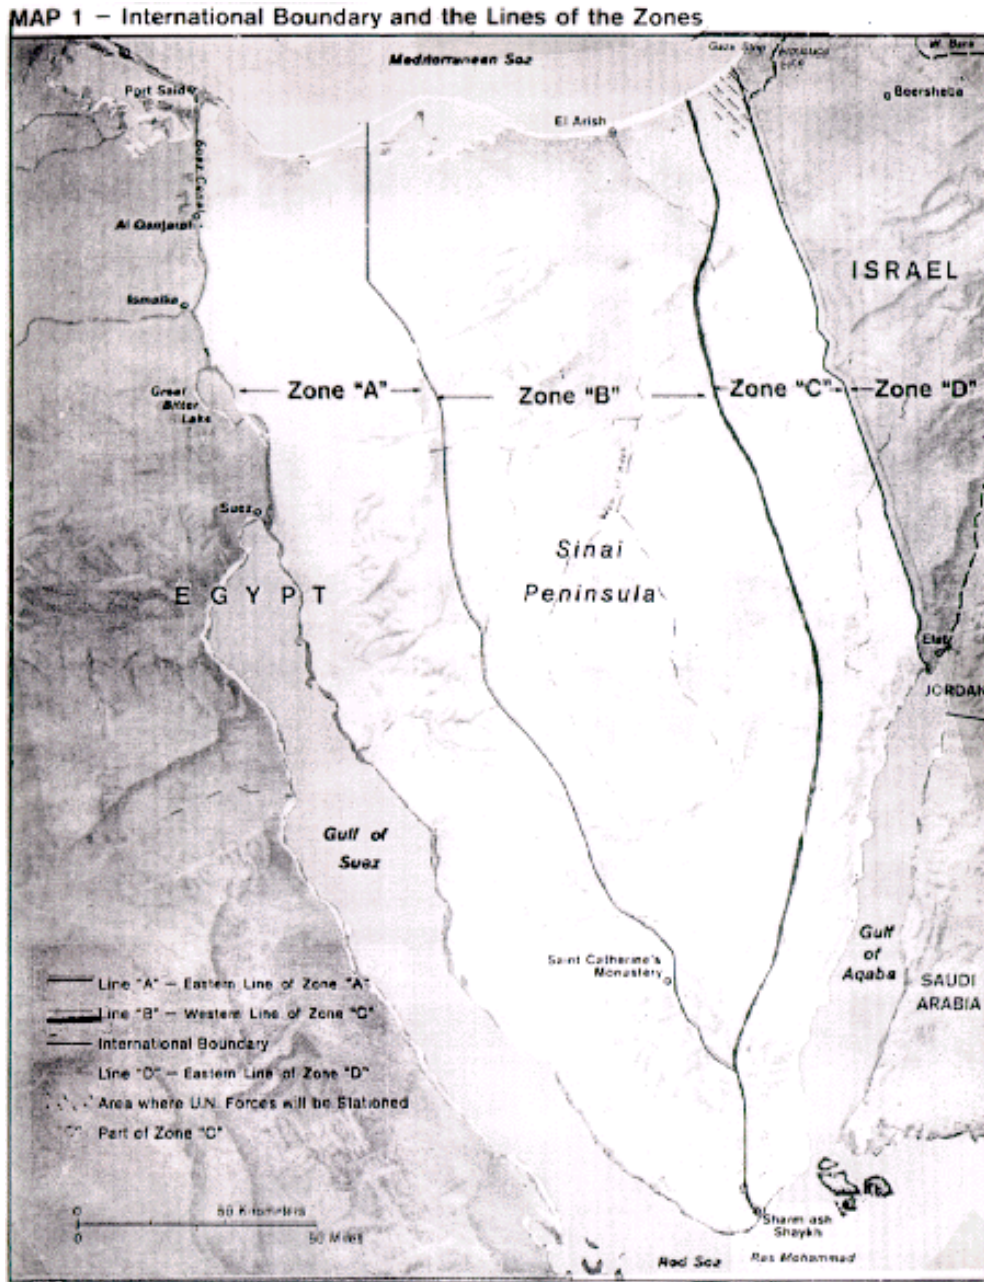 MAP 1 – International Boundary and the Lines of the Zones
Mediterranean Sea
Gaza Strip
Armistice
Line
W. Bank
Port Said
El Arish
Beersheba
Suez Canal
Al Qantarah
ISRAEL
Ismailia
Great
Bitter
Lake
Zone "A"
Zone "B"
Zone "C"
Zone "D"
Suez
Sinai
Peninsula
EGYPT
Elat
JORDAN
Gulf of
Suez
Gulf
of
Aqaba
Saint Catherine's
Monastery
SAUDI
ARABIA
Line "A" – Eastern Line of Zone "A"
Line "B" – Western Line of Zone "C"
International Boundary
Line "D" – Eastern Line of Zone "D"
Area where U.N. Forces will be Stationed
Part of Zone "C"
0
50 Kilometers
0
50 Miles
Sharm ash
Shaykh
Ras Mohammad
Red Sea